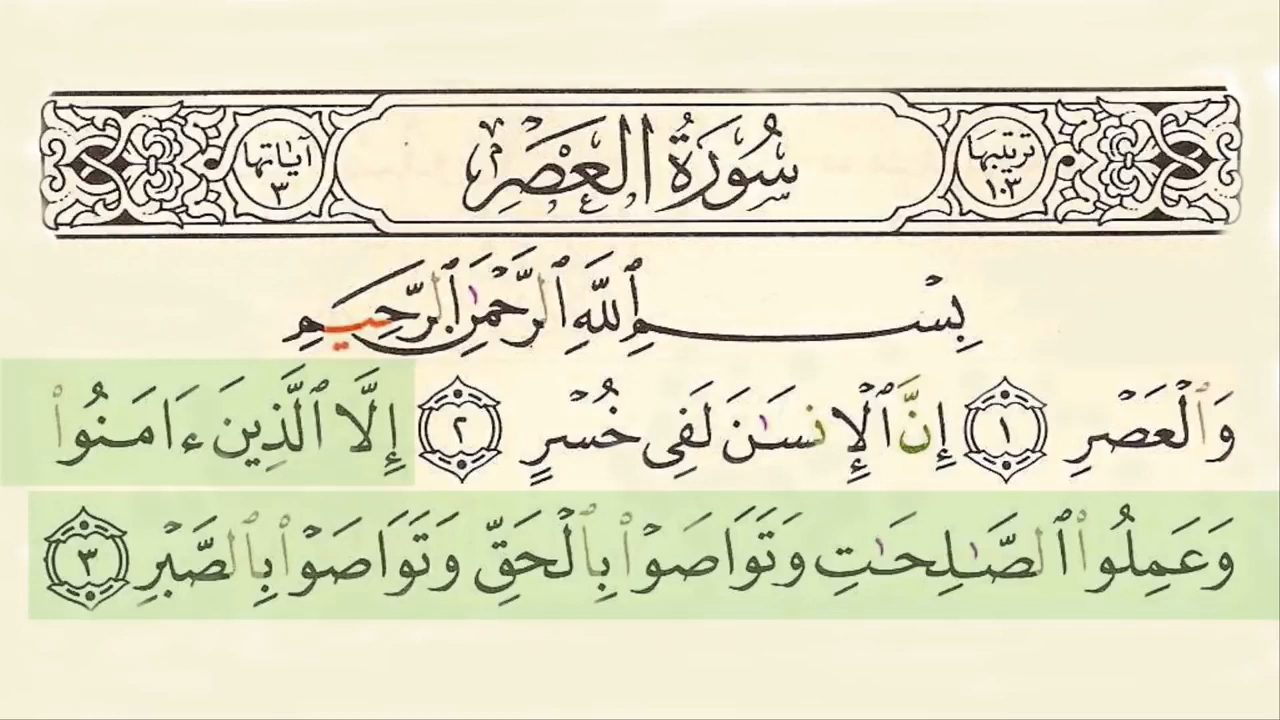 ترتيبها ١٠٣ سُورَةُ العَصْرِ آياتها ٣
بِسْمِ ٱللَّهِ ٱلرَّحْمَٰنِ ٱلرَّحِيمِ
وَٱلْعَصْرِ ١ إِنَّ ٱلْإِنسَٰنَ لَفِى خُسْرٍ ٢ إِلَّا ٱلَّذِينَ ءَامَنُوا۟
وَعَمِلُوا۟ ٱلصَّٰلِحَٰتِ وَتَوَاصَوْا۟ بِٱلْحَقِّ وَتَوَاصَوْا۟ بِٱلصَّبْرِ ٣